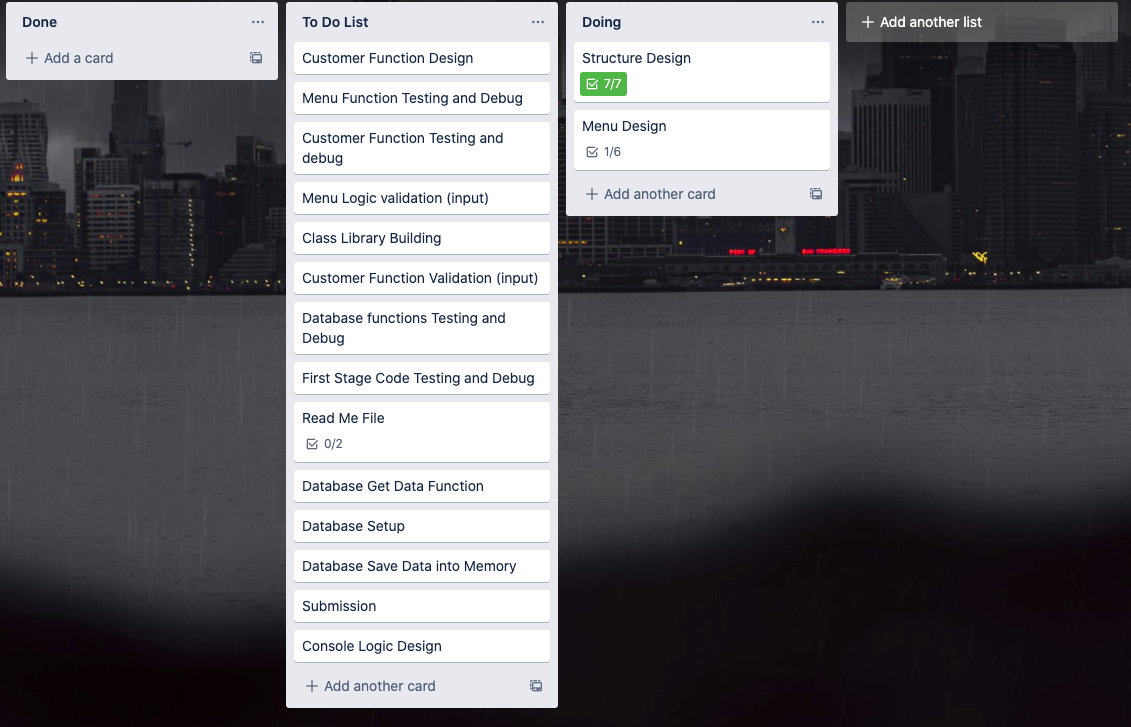 Done
Add a card
To Do List
Customer Function Design
Menu Function Testing and Debug
Customer Function Testing and
debug
Menu Logic validation (input)
Class Library Building
Customer Function Validation (input)
Database functions Testing and
Debug
First Stage Code Testing and Debug
Read Me File
0/2
Database Get Data Function
Database Setup
Database Save Data into Memory
Submission
Console Logic Design
Add another card
Doing
Structure Design
7/7
Menu Design
1/6
Add another card
Add another list
PORT OF
SAN FRANCISCO